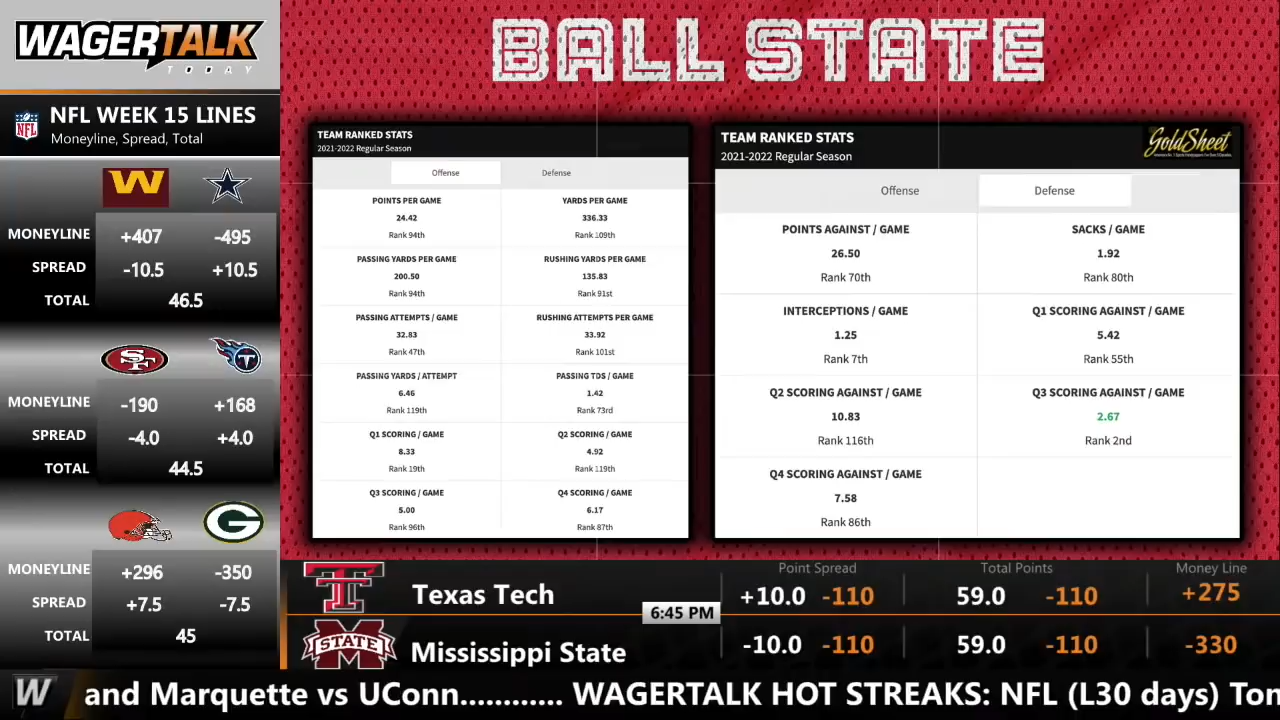 WAGERTALK
TODAY
NFL WEEK 15 LINES
Moneyline, Spread, Total
W
MONEYLINE +407 -495
SPREAD -10.5 +10.5
TOTAL 46.5
SF
T
MONEYLINE -190 +168
SPREAD -4.0 +4.0
TOTAL 44.5
G
MONEYLINE +296 -350
SPREAD +7.5 -7.5
TOTAL 45
BALL STATE
TEAM RANKED STATS
2021-2022 Regular Season
Offense Defense
POINTS PER GAME YARDS PER GAME
24.42 336.33
Rank 94th Rank 109th
PASSING YARDS PER GAME RUSHING YARDS PER GAME
200.50 135.83
Rank 94th Rank 91st
PASSING ATTEMPTS / GAME RUSHING ATTEMPTS PER GAME
32.83 33.92
Rank 47th Rank 101st
PASSING YARDS / ATTEMPT PASSING TDS / GAME
6.46 1.42
Rank 119th Rank 73rd
Q1 SCORING / GAME Q2 SCORING / GAME
8.33 4.92
Rank 19th Rank 119th
Q3 SCORING / GAME Q4 SCORING / GAME
5.00 6.17
Rank 96th Rank 87th
TEAM RANKED STATS
2021-2022 Regular Season
GoldSheet
Offense Defense
POINTS AGAINST / GAME SACKS / GAME
26.50 1.92
Rank 70th Rank 80th
INTERCEPTIONS / GAME Q1 SCORING AGAINST / GAME
1.25 5.42
Rank 7th Rank 55th
Q2 SCORING AGAINST / GAME Q3 SCORING AGAINST / GAME
10.83 2.67
Rank 116th Rank 2nd
Q4 SCORING AGAINST / GAME
7.58
Rank 86th
Point Spread Total Points Money Line
Texas Tech +10.0 -110 59.0 -110 +275
6:45 PM
STATE
Mississippi State -10.0 -110 59.0 -110 -330
W and Marquette vs UConn............ WAGERTALK HOT STREAKS: NFL (L30 days) Ton